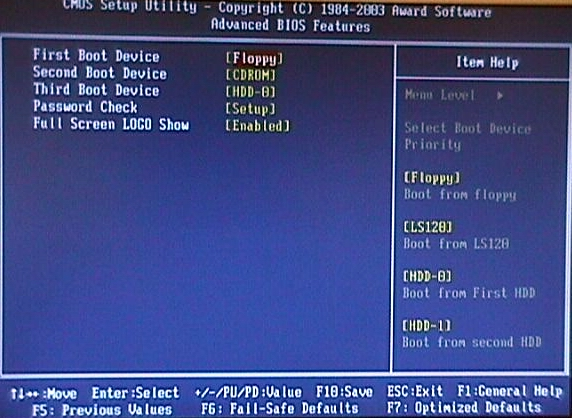 CMOS Setup Utility - Copyright (C) 1984-2003 Award Software
Advanced BIOS Features
First Boot Device [Floppy]
Second Boot Device [CDROM]
Third Boot Device [HDD-0]
Password Check [Setup]
Full Screen LOGO Show [Enabled]
Item Help
Menu Level ▸
Select Boot Device
Priority
[Floppy]
Boot from floppy
[LS120]
Boot from LS120
[HDD-0]
Boot from First HDD
[HDD-1]
Boot from second HDD
↑↓→←:Move Enter:Select +/-/PU/PD:Value F10:Save ESC:Exit F1:General Help
F5: Previous Values F6: Fail-Safe Defaults F7: Optimized Defaults